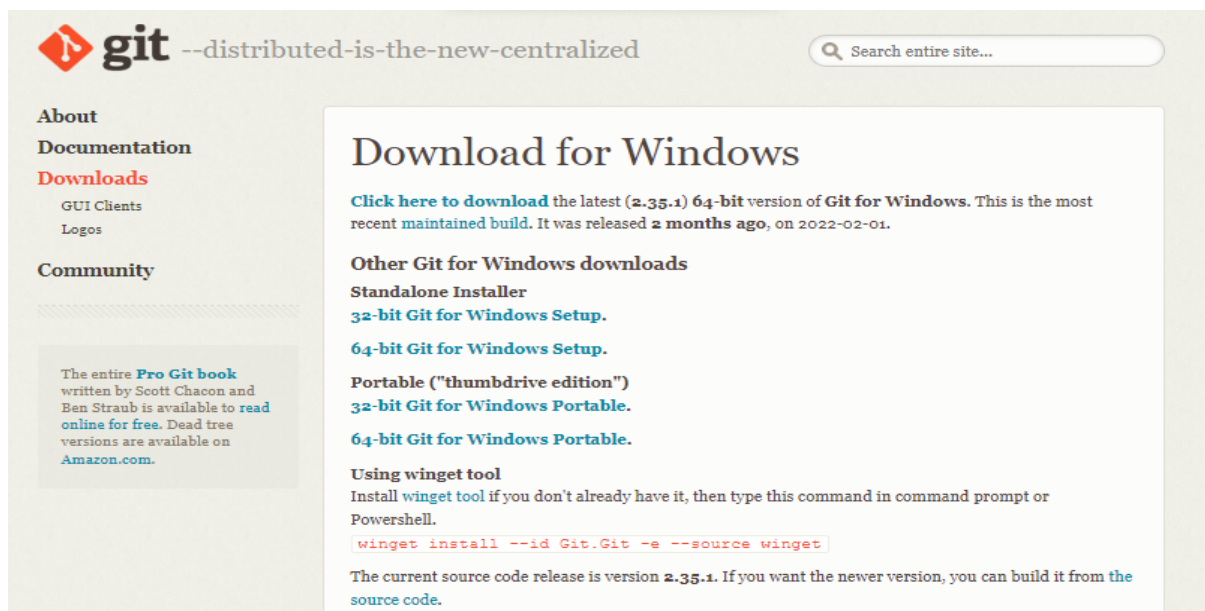 git --distributed-is-the-new-centralized
Search entire site...
About
Documentation
Downloads
GUI Clients
Logos
Community
The entire Pro Git book
written by Scott Chacon and
Ben Straub is available to read
online for free. Dead tree
versions are available on
Amazon.com.
Download for Windows
Click here to download the latest (2.35.1) 64-bit version of Git for Windows. This is the most
recent maintained build. It was released 2 months ago, on 2022-02-01.
Other Git for Windows downloads
Standalone Installer
32-bit Git for Windows Setup.
64-bit Git for Windows Setup.
Portable ("thumbdrive edition")
32-bit Git for Windows Portable.
64-bit Git for Windows Portable.
Using winget tool
Install winget tool if you don't already have it, then type this command in command prompt or
Powershell.
winget install --id Git.Git -e --source winget
The current source code release is version 2.35.1. If you want the newer version, you can build it from the
source code.